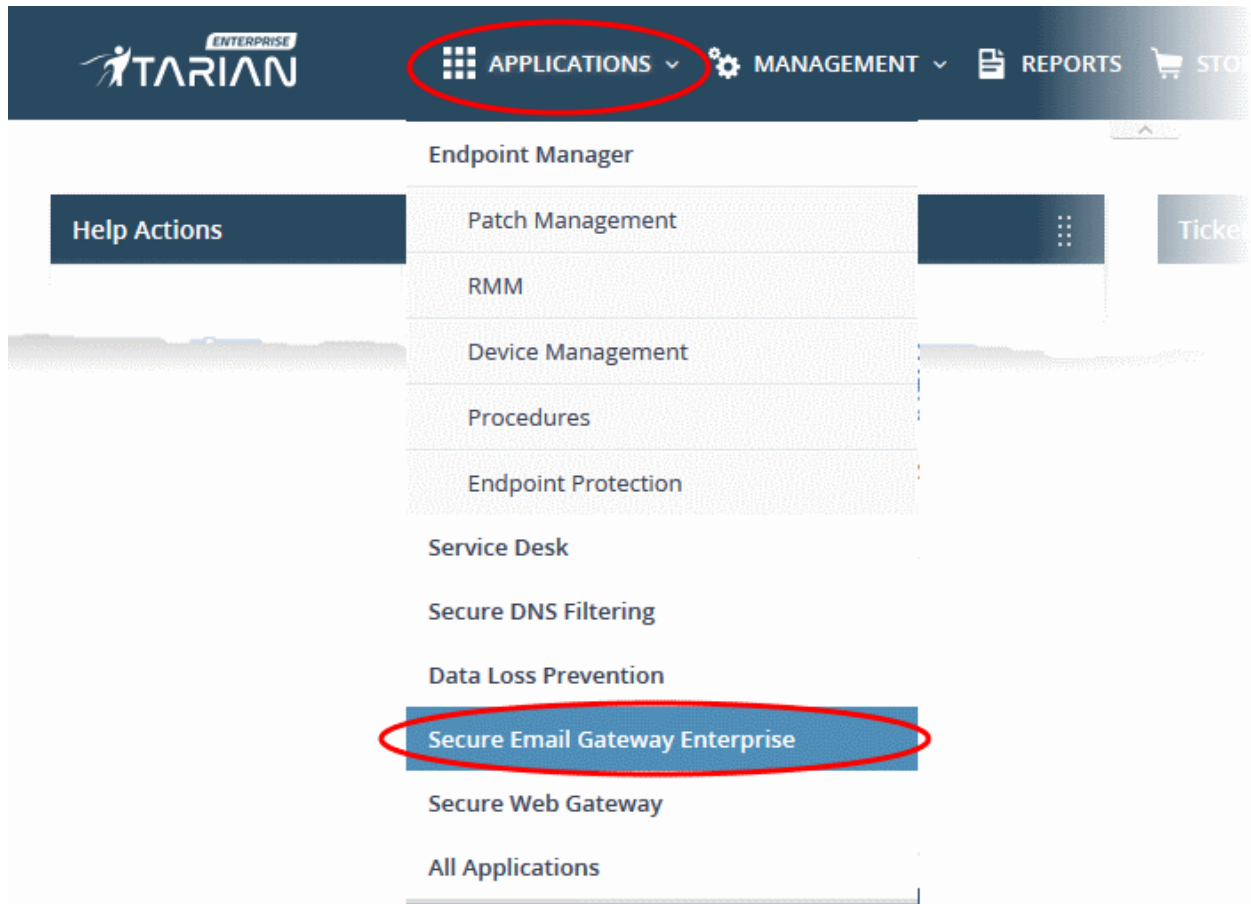 ENTERPRISE
ITARIAN
APPLICATIONS MANAGEMENT REPORTS
Endpoint Manager
Help Actions
Patch Management
RMM
Device Management
Procedures
Endpoint Protection
Service Desk
Secure DNS Filtering
Data Loss Prevention
Secure Email Gateway Enterprise
Secure Web Gateway
All Applications